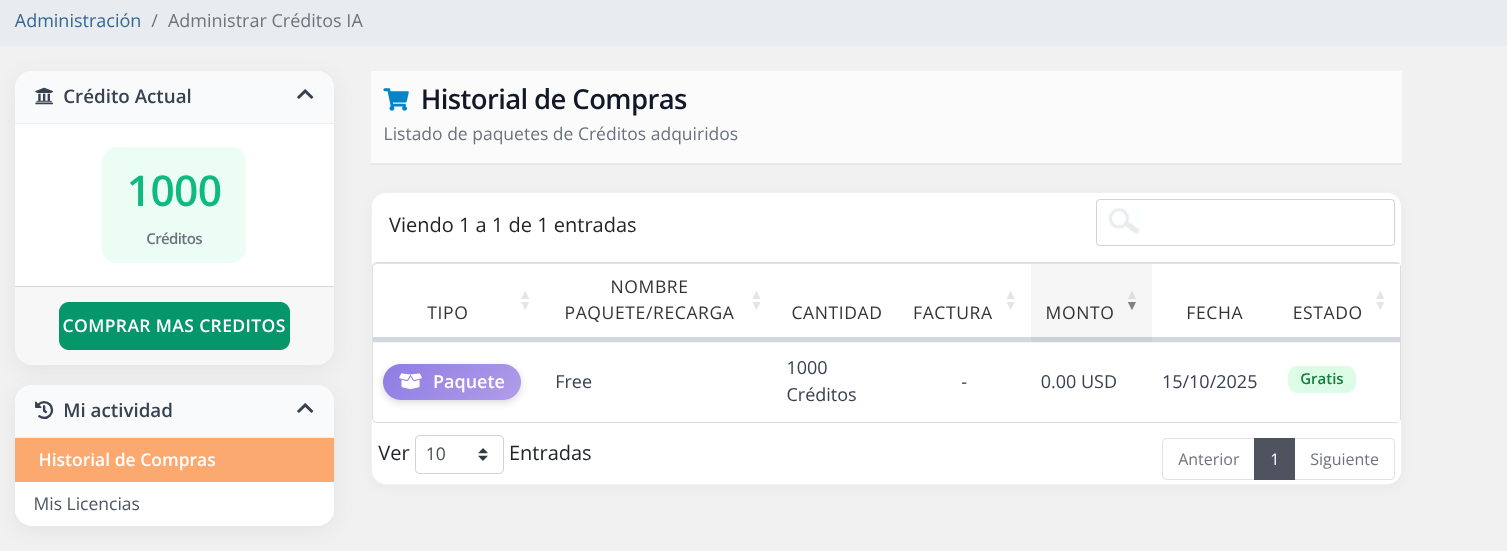 Administración / Administrar Créditos IA
Crédito Actual
1000
Créditos
COMPRAR MAS CREDITOS
Mi actividad
Historial de Compras
Mis Licencias
Historial de Compras
Listado de paquetes de Créditos adquiridos
Viendo 1 a 1 de 1 entradas
TIPO NOMBRE PAQUETE/RECARGA CANTIDAD FACTURA MONTO FECHA ESTADO
Paquete Free 1000 Créditos - 0.00 USD 15/10/2025 Gratis
Ver 10 Entradas
Anterior 1 Siguiente